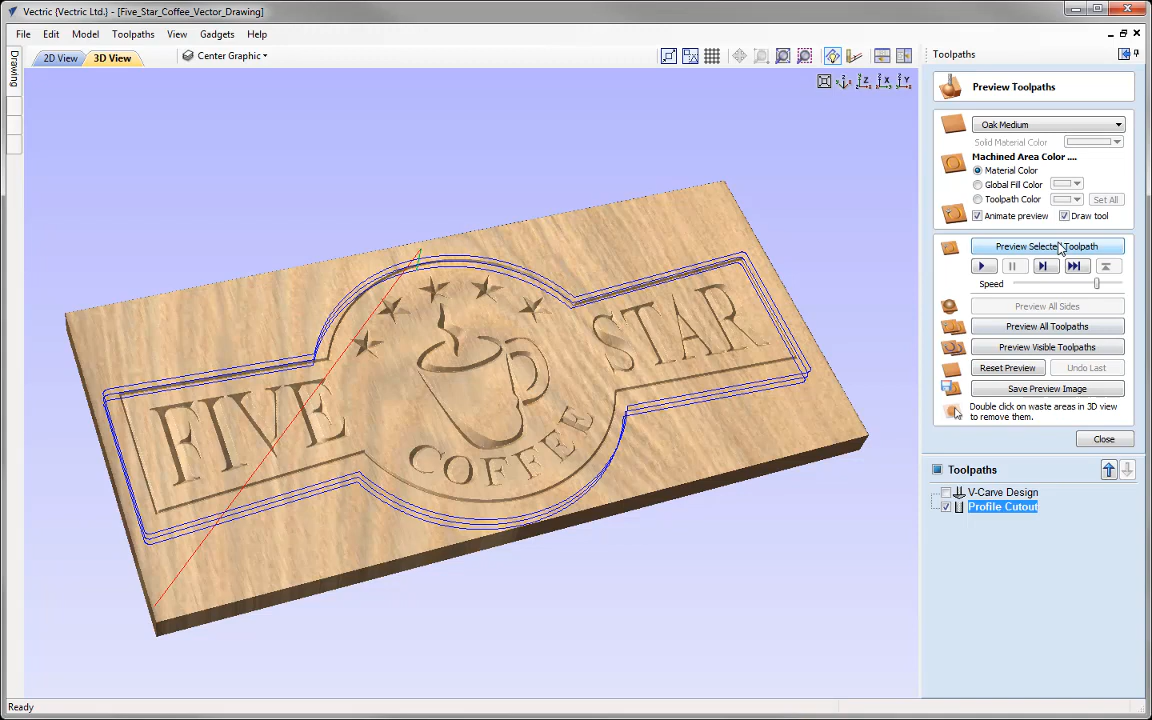 Vectric {Vectric Ltd.} - [Five_Star_Coffee_Vector_Drawing]
File Edit Model Toolpaths View Gadgets Help
2D View 3D View Center Graphic
Drawing
Z X Y
FIVE STAR
COFFEE
Toolpaths
Preview Toolpaths
Oak Medium
Solid Material Color
Machined Area Color ....
Material Color
Global Fill Color
Toolpath Color Set All
Animate preview Draw tool
Preview Selected Toolpath
Speed
Preview All Sides
Preview All Toolpaths
Preview Visible Toolpaths
Reset Preview Undo Last
Save Preview Image
Double click on waste areas in 3D view
to remove them.
Close
Toolpaths
V-Carve Design
Profile Cutout
Ready